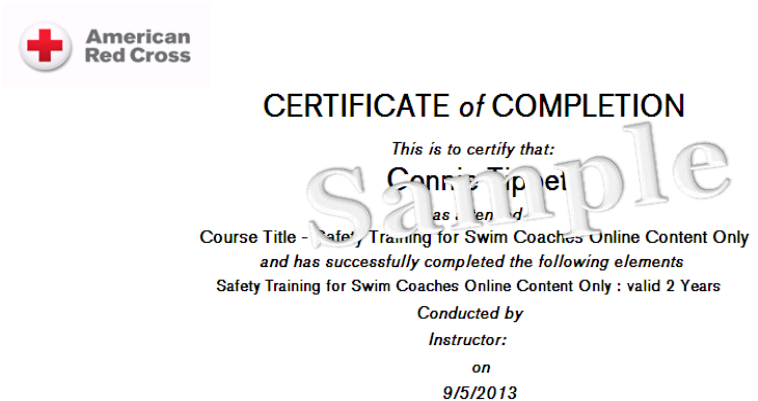 American
Red Cross
CERTIFICATE of COMPLETION
This is to certify that:
Connie Tippet
Sample
Course Title - Safety Training for Swim Coaches Online Content Only
and has successfully completed the following elements
Safety Training for Swim Coaches Online Content Only : valid 2 Years
Conducted by
Instructor:
on
9/5/2013